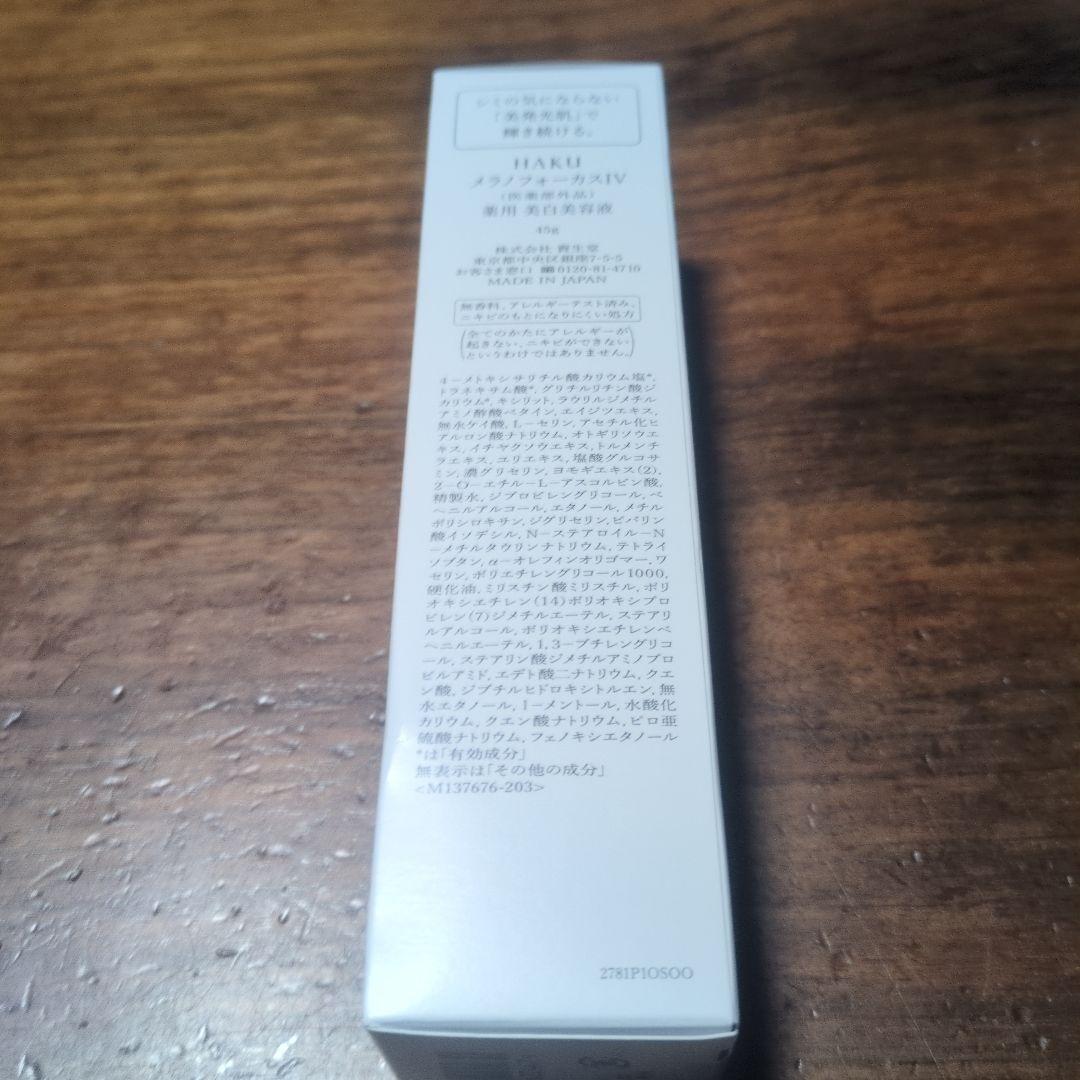 シミの気にならない
「美発光肌」で
輝き続ける。
HAKU
メラノフォーカスIV
(医薬部外品)
薬用 美白美容液
45g
株式会社 資生堂
東京都中央区銀座7-5-5
お客さま窓口 0120-81-4710
MADE IN JAPAN
無香料、アレルギーテスト済み、
ニキビのもとになりにくい処方
(全てのかたにアレルギーが
起きない、ニキビができない
というわけではありません。)
4-メトキシサリチル酸カリウム塩*,
トラネキサム酸*, グリチルリチン酸ジ
カリウム*, キシリット, ラウリルジメチル
アミノ酢酸ベタイン, エイジツエキス,
無水ケイ酸, L-セリン, アセチル化ヒ
アルロン酸ナトリウム, オトギリソウエ
キス, イチヤクソウエキス, トルメンチ
ラエキス, ユリエキス, 塩酸グルコサ
ミン, 濃グリセリン, ヨモギエキス(2),
2-O-エチル-L-アスコルビン酸,
精製水, ジプロピレングリコール, ベ
ヘニルアルコール, エタノール, メチル
ポリシロキサン, ジグリセリン, ピバリン
酸イソデシル, N-ステアロイル-N
-メチルタウリンナトリウム, テトライ
ソブタン, α-オレフィンオリゴマー, ワ
セリン, ポリエチレングリコール1000,
硬化油, ミリスチン酸ミリスチル, ポリ
オキシエチレン(14)ポリオキシプロ
ピレン(7)ジメチルエーテル, ステアリ
ルアルコール, ポリオキシエチレンベ
ヘニルエーテル, 1,3-ブチレングリコ
ール, ステアリン酸ジメチルアミノプロ
ピルアミド, エデト酸二ナトリウム, クエ
ン酸, ジブチルヒドロキシトルエン, 無
水エタノール, l-メントール, 水酸化
カリウム, クエン酸ナトリウム, ピロ亜
硫酸ナトリウム, フェノキシエタノール
*は「有効成分」
無表示は「その他の成分」
<M137676-203>
2781P1OSOO